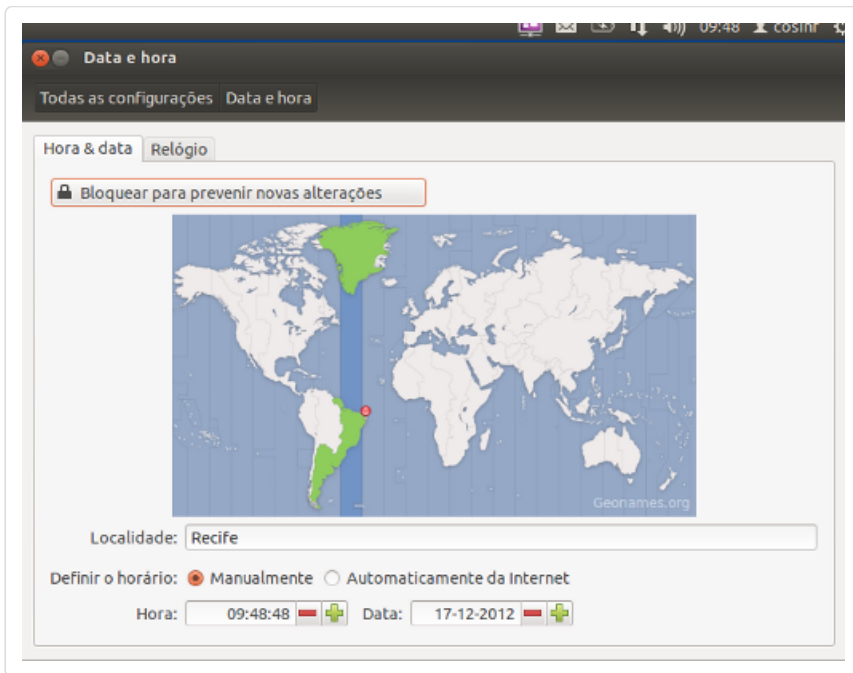 09:48 cosinf
Data e hora
Todas as configurações Data e hora
Hora & data Relógio
Bloquear para prevenir novas alterações
Geonames.org
Localidade: Recife
Definir o horário: Manualmente Automaticamente da Internet
Hora: 09:48:48 Data: 17-12-2012